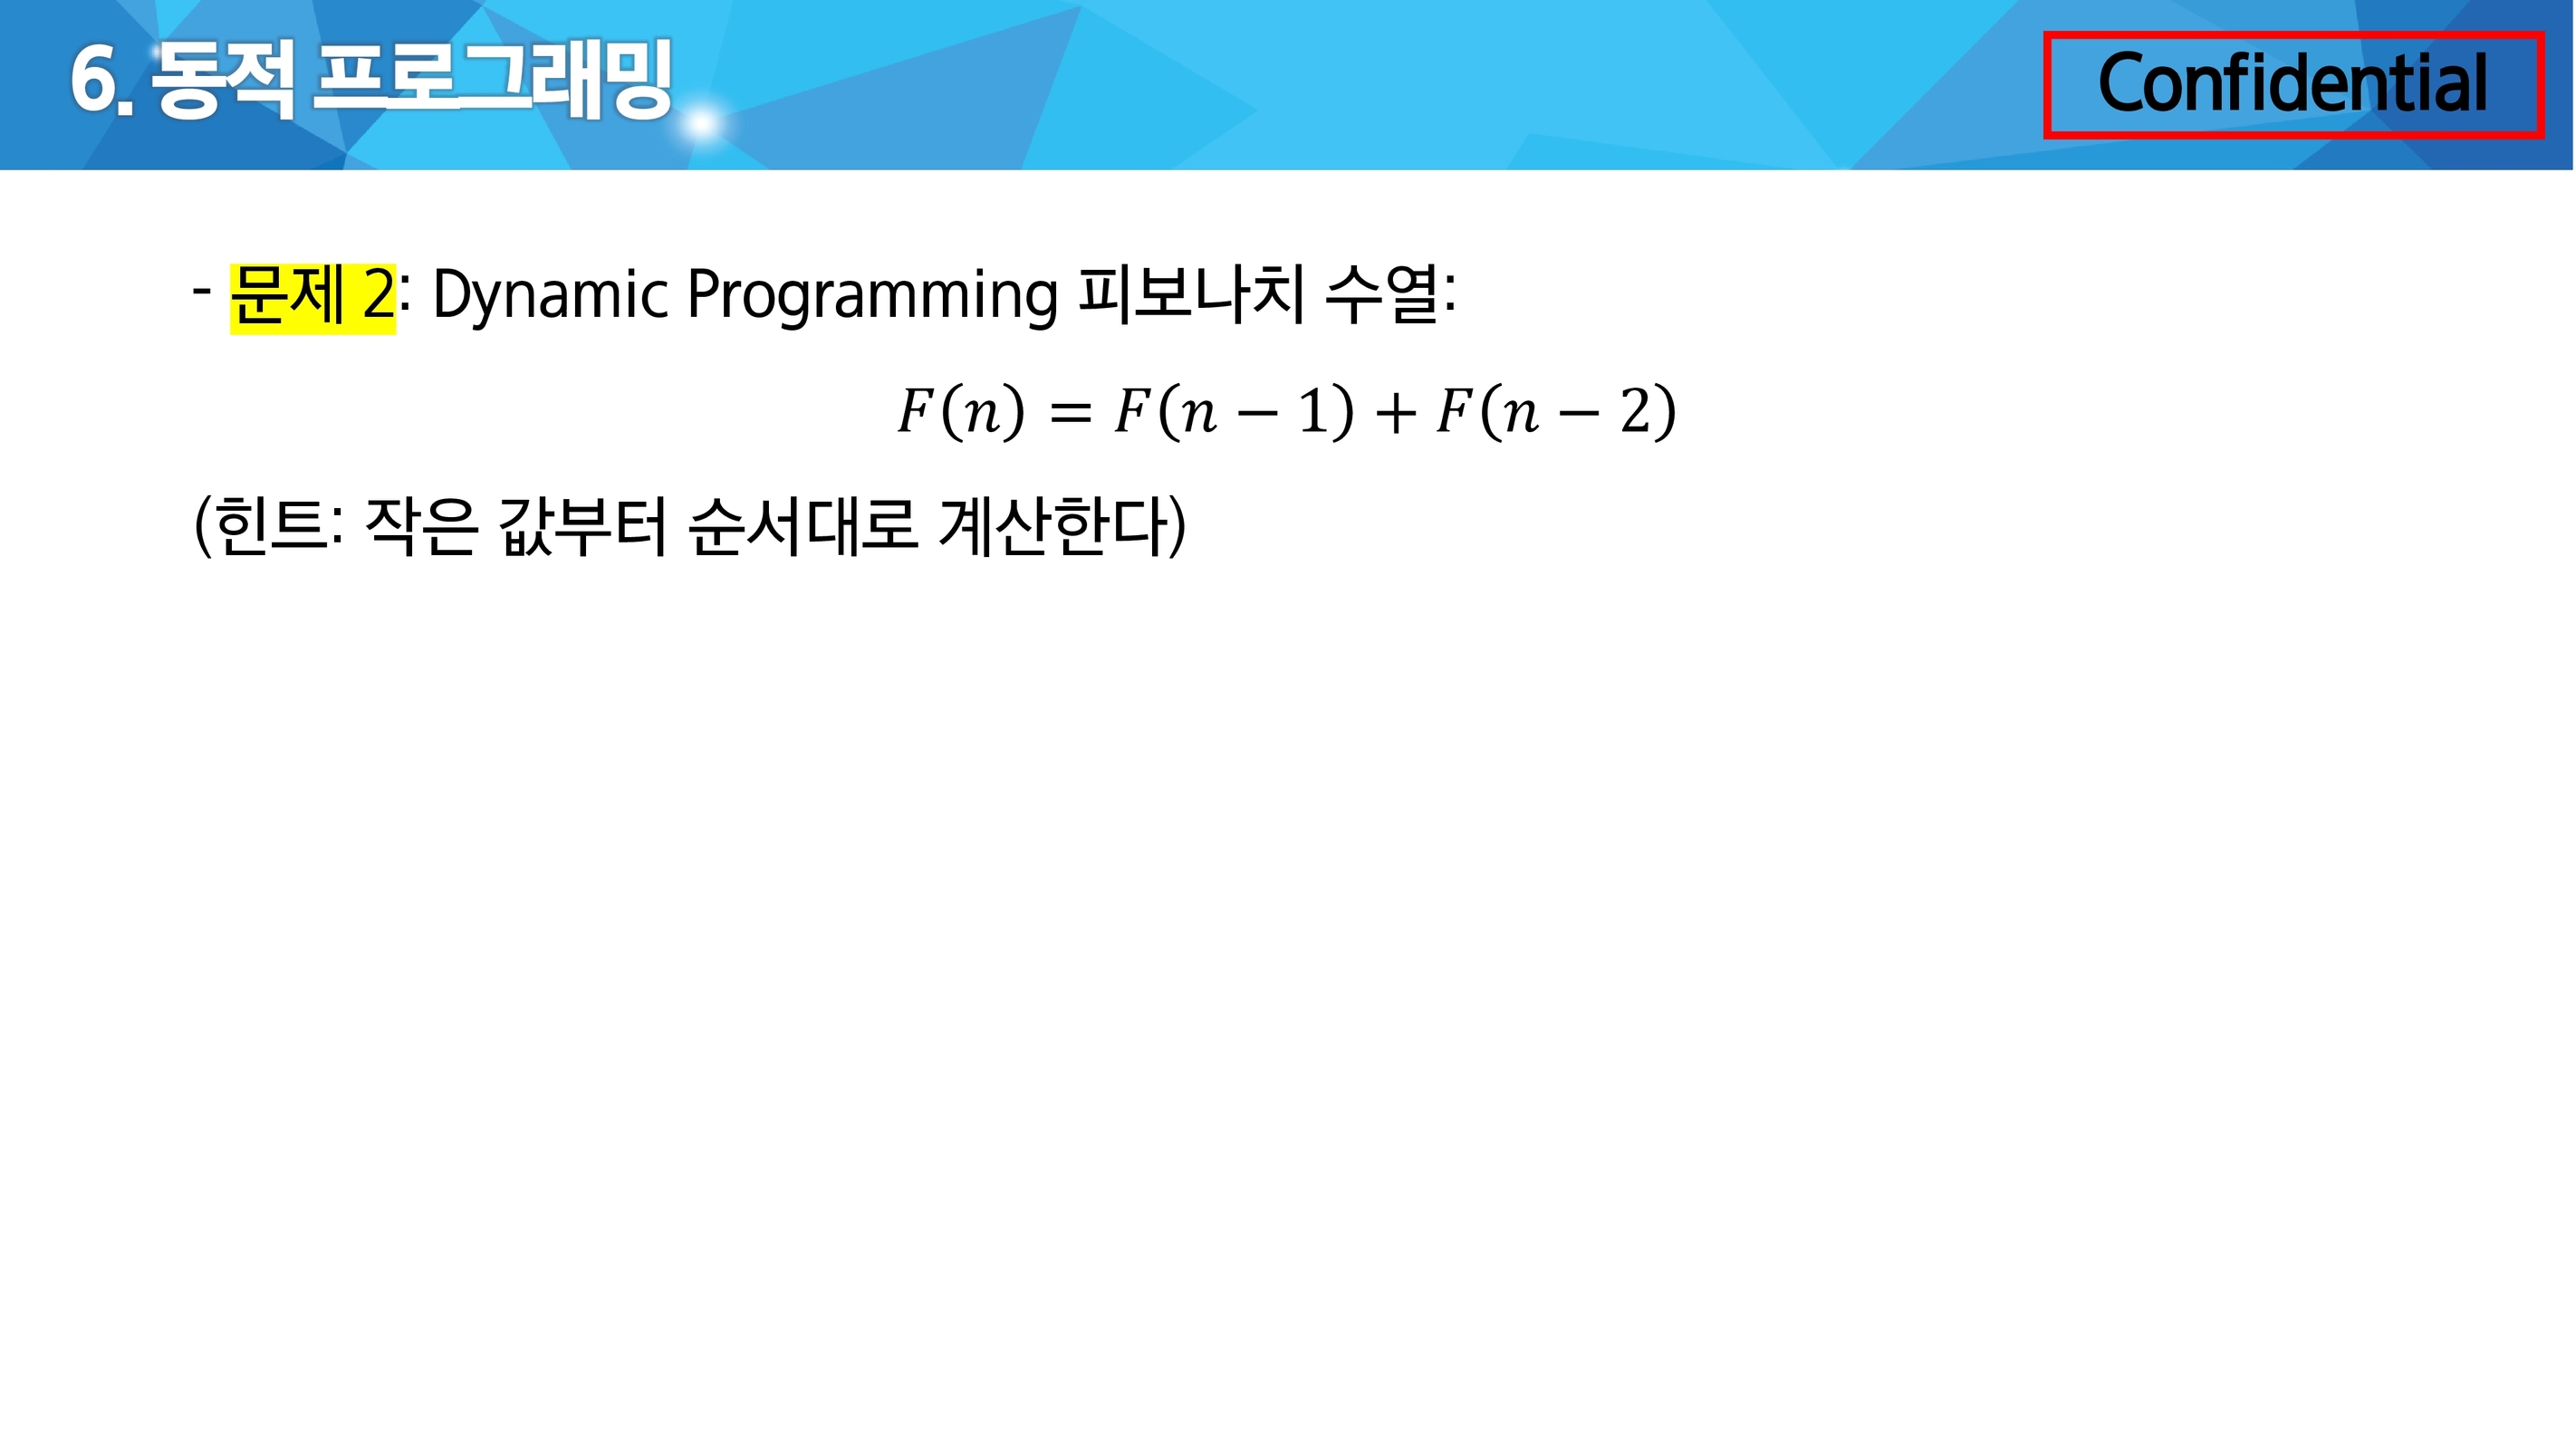 6. 동적 프로그래밍
Confidential
- 문제 2: Dynamic Programming 피보나치 수열:
F(n) = F(n − 1) + F(n − 2)
(힌트: 작은 값부터 순서대로 계산한다)